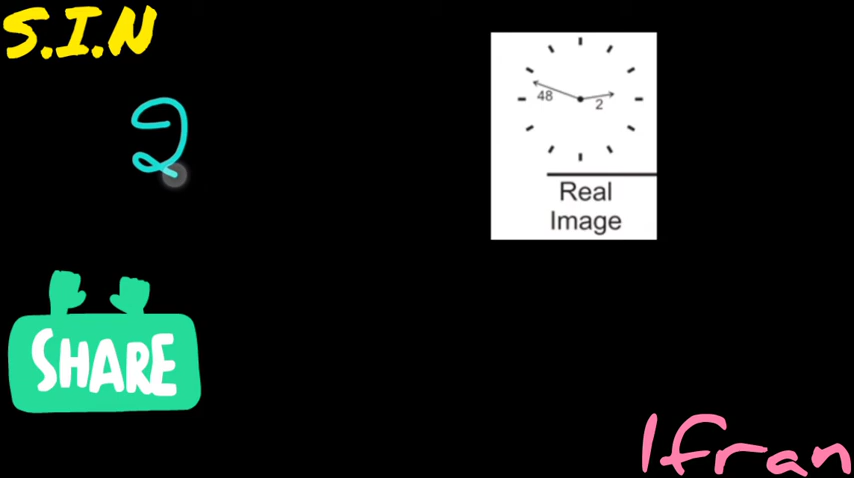 S.I.N
2
48
2
Real
Image
SHARE
Ifran